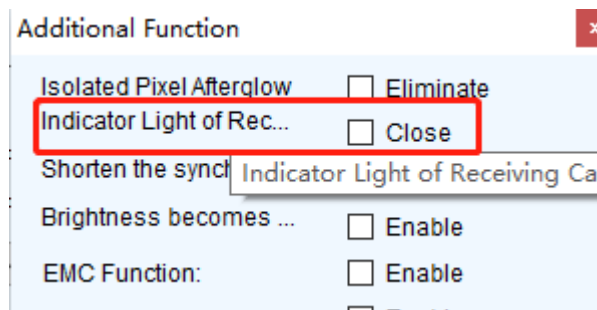 Additional Function
Isolated Pixel Afterglow Eliminate
Indicator Light of Rec... Close
Shorten the synch
Indicator Light of Receiving Ca
Brightness becomes ... Enable
EMC Function: Enable